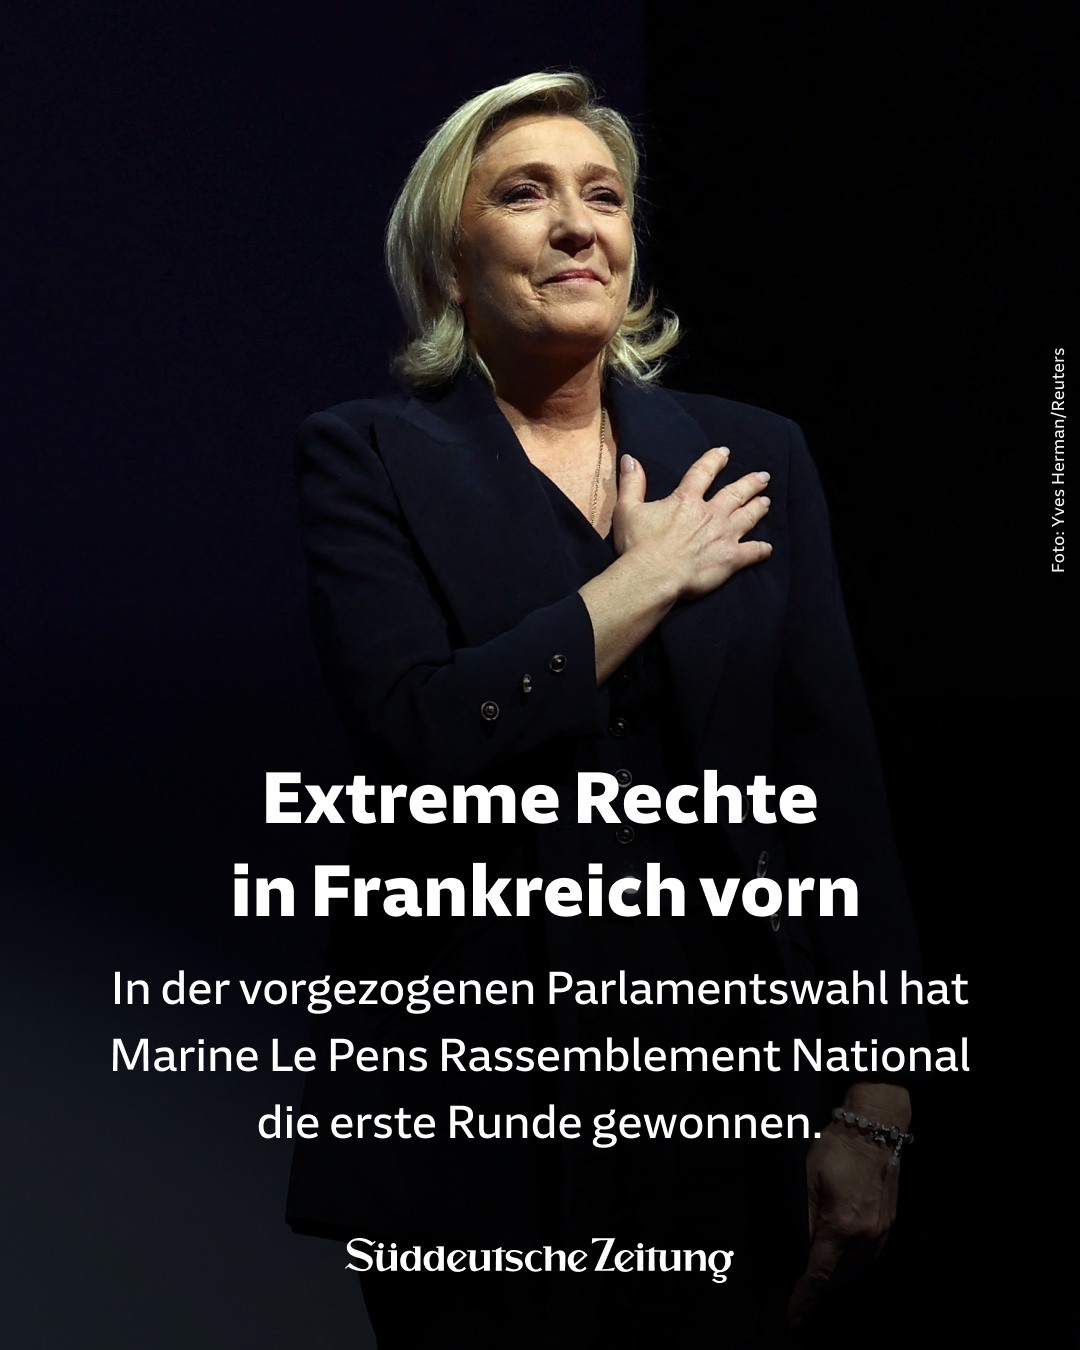 Foto: Yves Herman/Reuters
Extreme Rechte
in Frankreich vorn
In der vorgezogenen Parlamentswahl hat
Marine Le Pens Rassemblement National
die erste Runde gewonnen.
Süddeutsche Zeitung